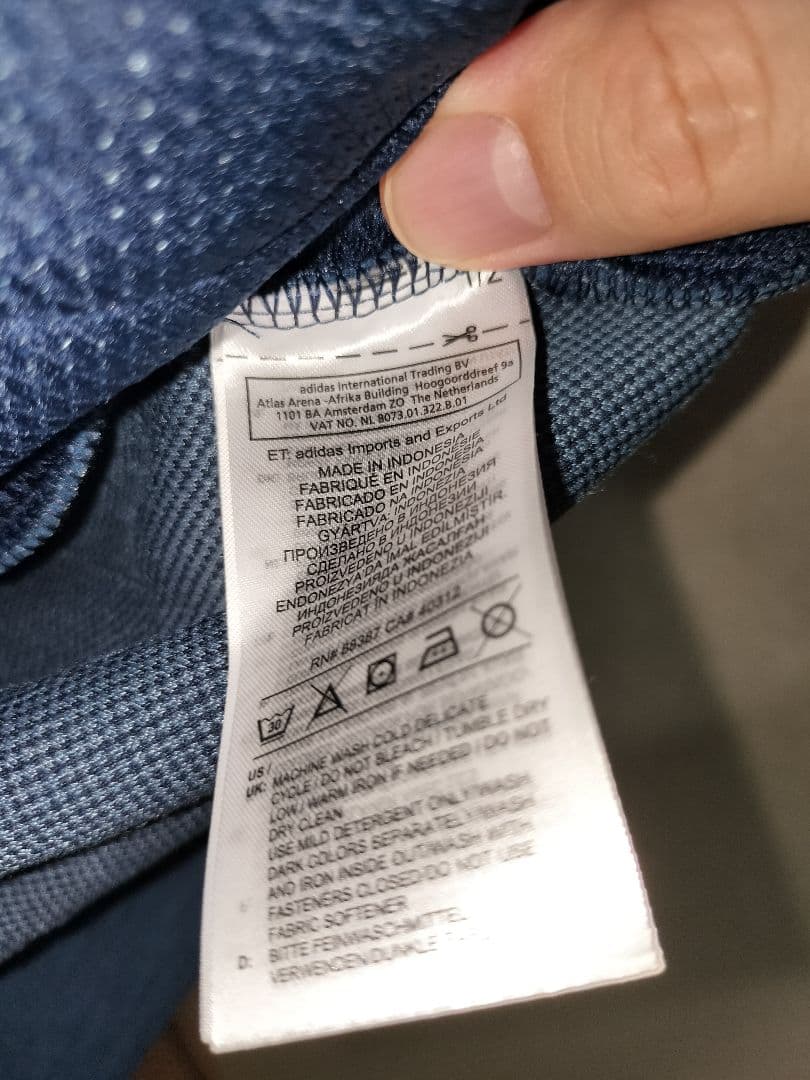 1/2
adidas International Trading BV
Atlas Arena -Afrika Building Hoogoorddreef 9a
1101 BA Amsterdam ZO The Netherlands
VAT NO. NL 8073.01.322.B.01
ET: adidas Imports and Exports Ltd
MADE IN INDONESIA
FABRIQUÉ EN INDONÉSIE
FABRICADO EN INDONESIA
FABRICADO NA INDONÉSIA
GYÁRTVA INDONÉZIA
ПРОИЗВЕДЕНО В ИНДОНЕЗИЯ
СДЕЛАНО В ИНДОНЕЗИИ
PROIZVEDENO U INDONEZIJI
ENDONEZYA'DA İMAL EDİLMİŞTİR.
ИНДОНЕЗИЯДА ЖАСАЛҒАН
PROIZVEDENO U INDONEZIJI
FABRICAT ÎN INDONEZIA
RN# 88387 CA# 40312
30
US / UK: MACHINE WASH COLD DELICATE
CYCLE / DO NOT BLEACH / TUMBLE DRY
LOW / WARM IRON IF NEEDED / DO NOT
DRY CLEAN
USE MILD DETERGENT ONLY/WASH
DARK COLORS SEPARATELY/WASH
AND IRON INSIDE OUT/WASH WITH
FASTENERS CLOSED/DO NOT USE
FABRIC SOFTENER
D: BITTE FEINWASCHMITTEL
VERWENDEN/DUNKLE